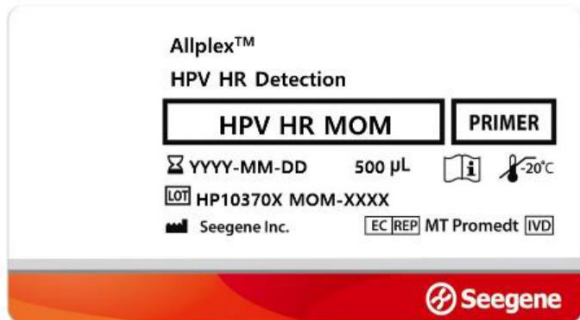 Allplex™
HPV HR Detection
HPV HR MOM PRIMER
YYYY-MM-DD 500 µL i -20°C
LOT HP10370X MOM-XXXX
Seegene Inc. EC REP MT Promedt IVD
Seegene